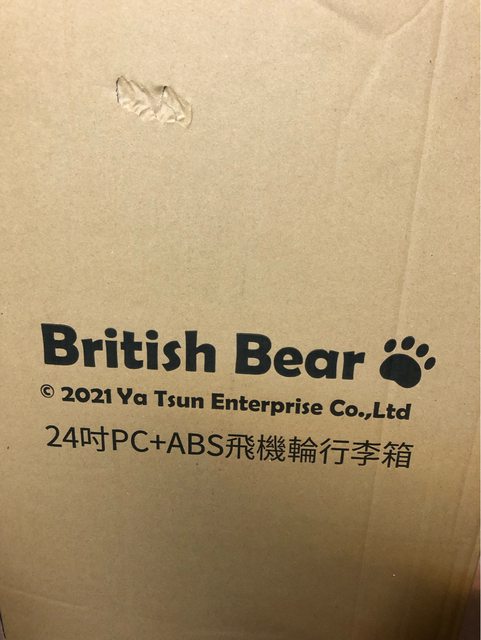 British Bear
© 2021 Ya Tsun Enterprise Co.,Ltd
24吋PC+ABS飛機輪行李箱